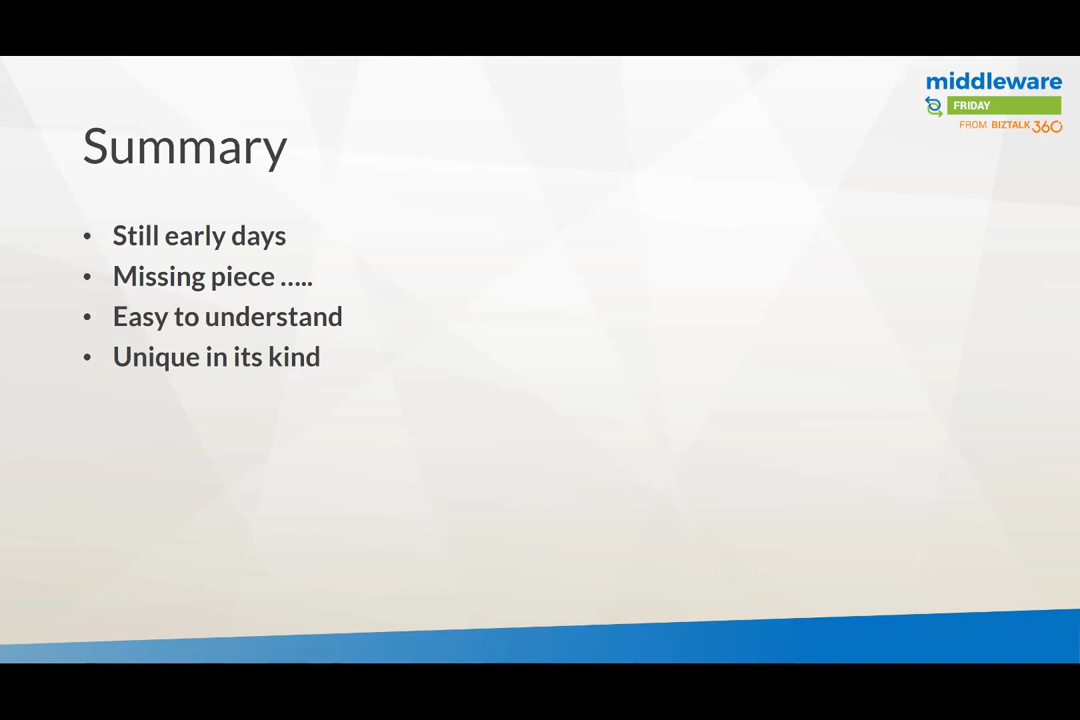 middleware
FRIDAY
FROM BIZTALK360
Summary
• Still early days
• Missing piece .....
• Easy to understand
• Unique in its kind